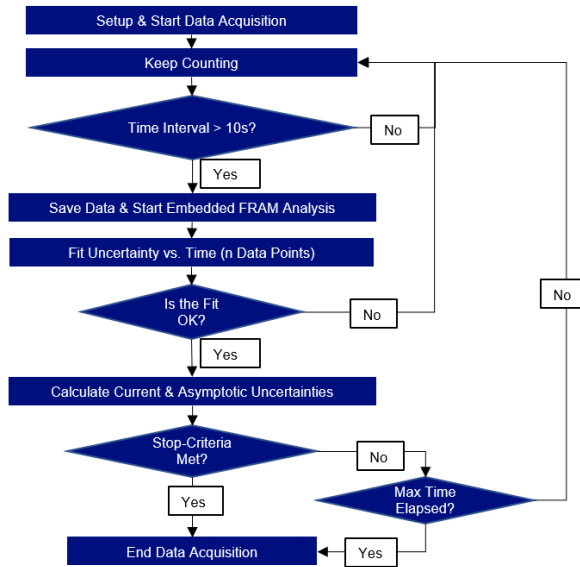 Setup & Start Data Acquisition
Keep Counting
Time Interval > 10s?
No
Yes
Save Data & Start Embedded FRAM Analysis
Fit Uncertainty vs. Time (n Data Points)
Is the Fit
OK?
No
No
Yes
Calculate Current & Asymptotic Uncertainties
Stop-Criteria
Met?
No
Max Time
Elapsed?
Yes
End Data Acquisition
Yes